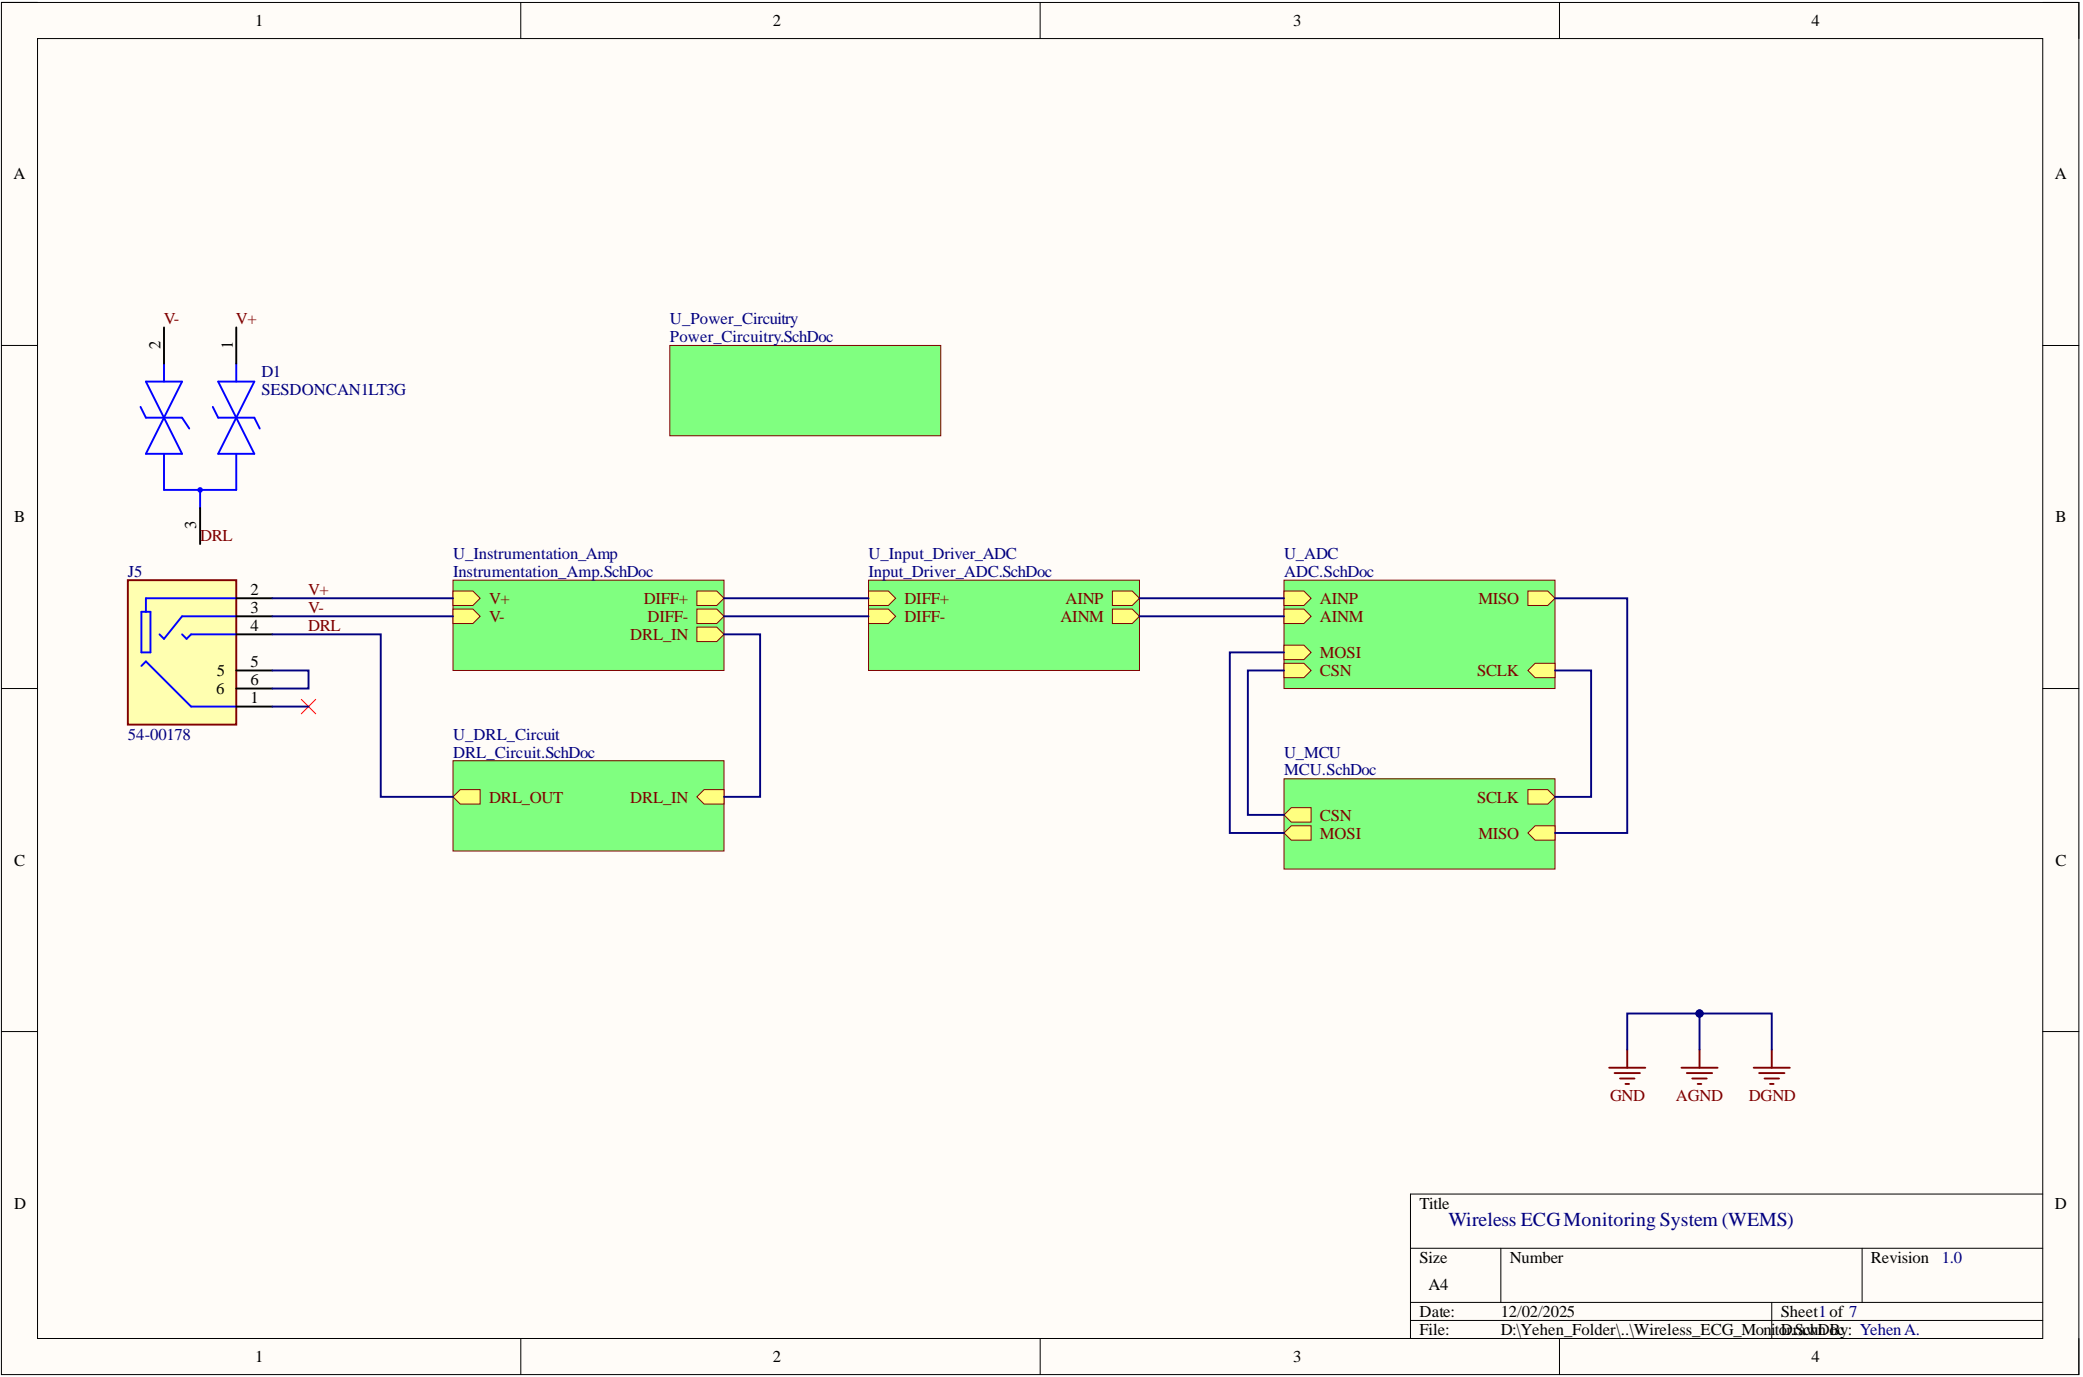 1 2 3 4
A A
V- V+
2 1
D1
SESDONCAN1LT3G
3
DRL
U_Power_Circuitry
Power_Circuitry.SchDoc
B B
J5
2 V+
3 V-
4 DRL
5 5
6 6
1
54-00178
U_Instrumentation_Amp
Instrumentation_Amp.SchDoc
V+ DIFF+
V- DIFF-
DRL_IN
U_Input_Driver_ADC
Input_Driver_ADC.SchDoc
DIFF+ AINP
DIFF- AINM
U_ADC
ADC.SchDoc
AINP MISO
AINM
MOSI
CSN SCLK
U_DRL_Circuit
DRL_Circuit.SchDoc
DRL_OUT DRL_IN
U_MCU
MCU.SchDoc
SCLK
CSN
MOSI MISO
C C
GND AGND DGND
D D
Title
Wireless ECG Monitoring System (WEMS)
Size Number Revision 1.0
A4
Date: 12/02/2025 Sheet 1 of 7
File: D:\Yehen_Folder\..\Wireless_ECG_Monitor.SchDoc Drawn By: Yehen A.
1 2 3 4